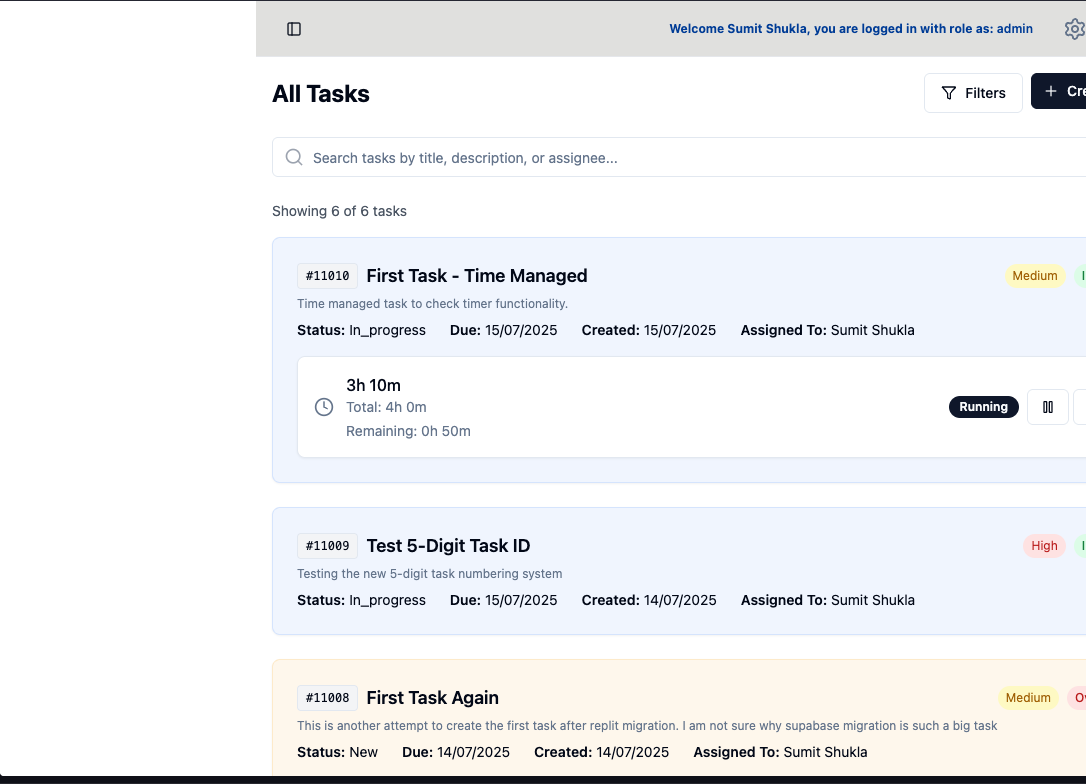 Welcome Sumit Shukla, you are logged in with role as: admin
All Tasks
Filters
+ Cre
Search tasks by title, description, or assignee...
Showing 6 of 6 tasks
#11010 First Task - Time Managed Medium I
Time managed task to check timer functionality.
Status: In_progress Due: 15/07/2025 Created: 15/07/2025 Assigned To: Sumit Shukla
3h 10m
Total: 4h 0m
Remaining: 0h 50m
Running
#11009 Test 5-Digit Task ID High I
Testing the new 5-digit task numbering system
Status: In_progress Due: 15/07/2025 Created: 14/07/2025 Assigned To: Sumit Shukla
#11008 First Task Again Medium Ov
This is another attempt to create the first task after replit migration. I am not sure why supabase migration is such a big task
Status: New Due: 14/07/2025 Created: 14/07/2025 Assigned To: Sumit Shukla